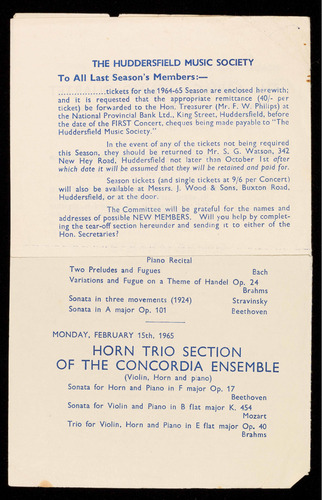 THE HUDDERSFIELD MUSIC SOCIETY
To All Last Season's Members:—
....................tickets for the 1964-65 Season are enclosed herewith;
and it is requested that the appropriate remittance (40/- per
ticket) be forwarded to the Hon. Treasurer (Mr. F. W. Philips) at
the National Provincial Bank Ltd., King Street, Huddersfield, before
the date of the FIRST Concert, cheques being made payable to "The
Huddersfield Music Society."
In the event of any of the tickets not being required
this Season, they should be returned to Mr. S. G. Watson, 342
New Hey Road, Huddersfield not later than October 1st after
which date it will be assumed that they will be retained and paid for.
Season tickets (and single tickets at 9/6 per Concert)
will also be available at Messrs. J. Wood & Sons, Buxton Road,
Huddersfield, or at the door.
The Committee will be grateful for the names and
addresses of possible NEW MEMBERS. Will you help by complet-
ing the tear-off section hereunder and sending it to either of the
Hon. Secretaries?
Piano Recital
Two Preludes and Fugues Bach
Variations and Fugue on a Theme of Handel Op. 24
Brahms
Sonata in three movements (1924) Stravinsky
Sonata in A major Op. 101 Beethoven
MONDAY, FEBRUARY 15th, 1965
HORN TRIO SECTION
OF THE CONCORDIA ENSEMBLE
(Violin, Horn and piano)
Sonata for Horn and Piano in F major Op. 17
Beethoven
Sonata for Violin and Piano in B flat major K. 454
Mozart
Trio for Violin, Horn and Piano in E flat major Op. 40
Brahms